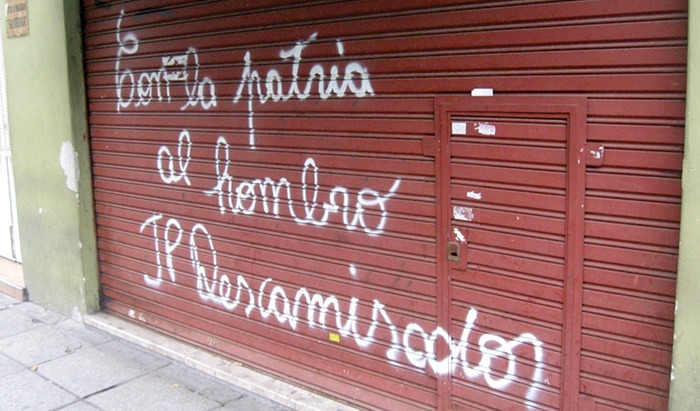 Con la patria
al hombro
JP Descamisados